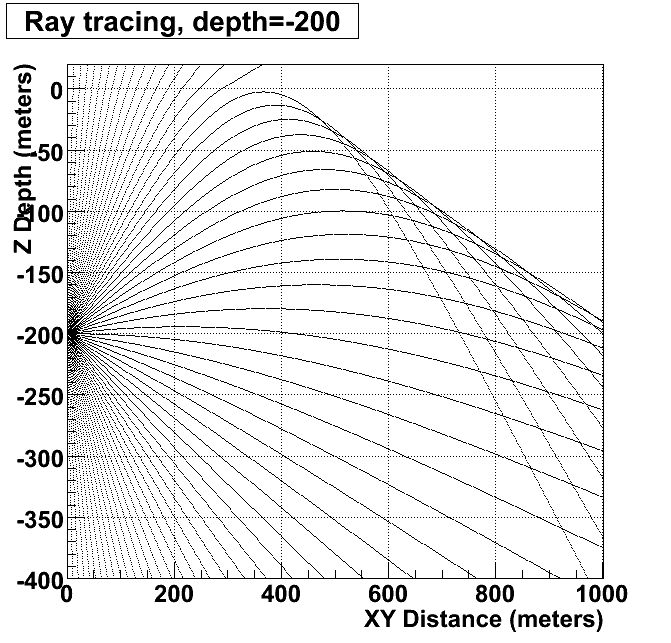 Ray tracing, depth=-200
Z Depth (meters)
0
-50
-100
-150
-200
-250
-300
-350
-400
0 200 400 600 800 1000
XY Distance (meters)